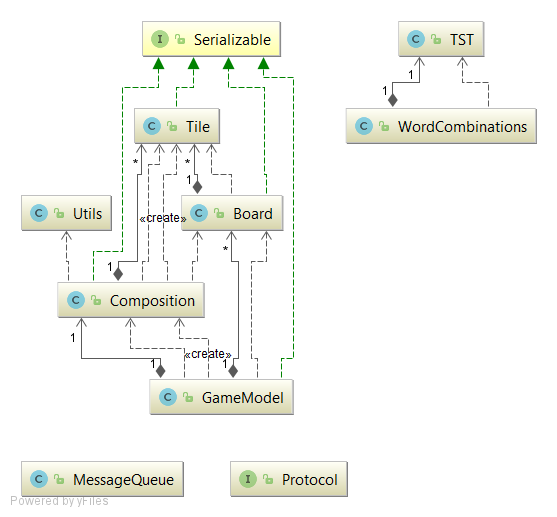 I Serializable
C TST
1
C Tile
C WordCombinations
1
*
*
1
C Utils
«create»
C Board
*
1
C Composition
1
«create»
1
1
C GameModel
C MessageQueue
I Protocol
Powered by yFiles